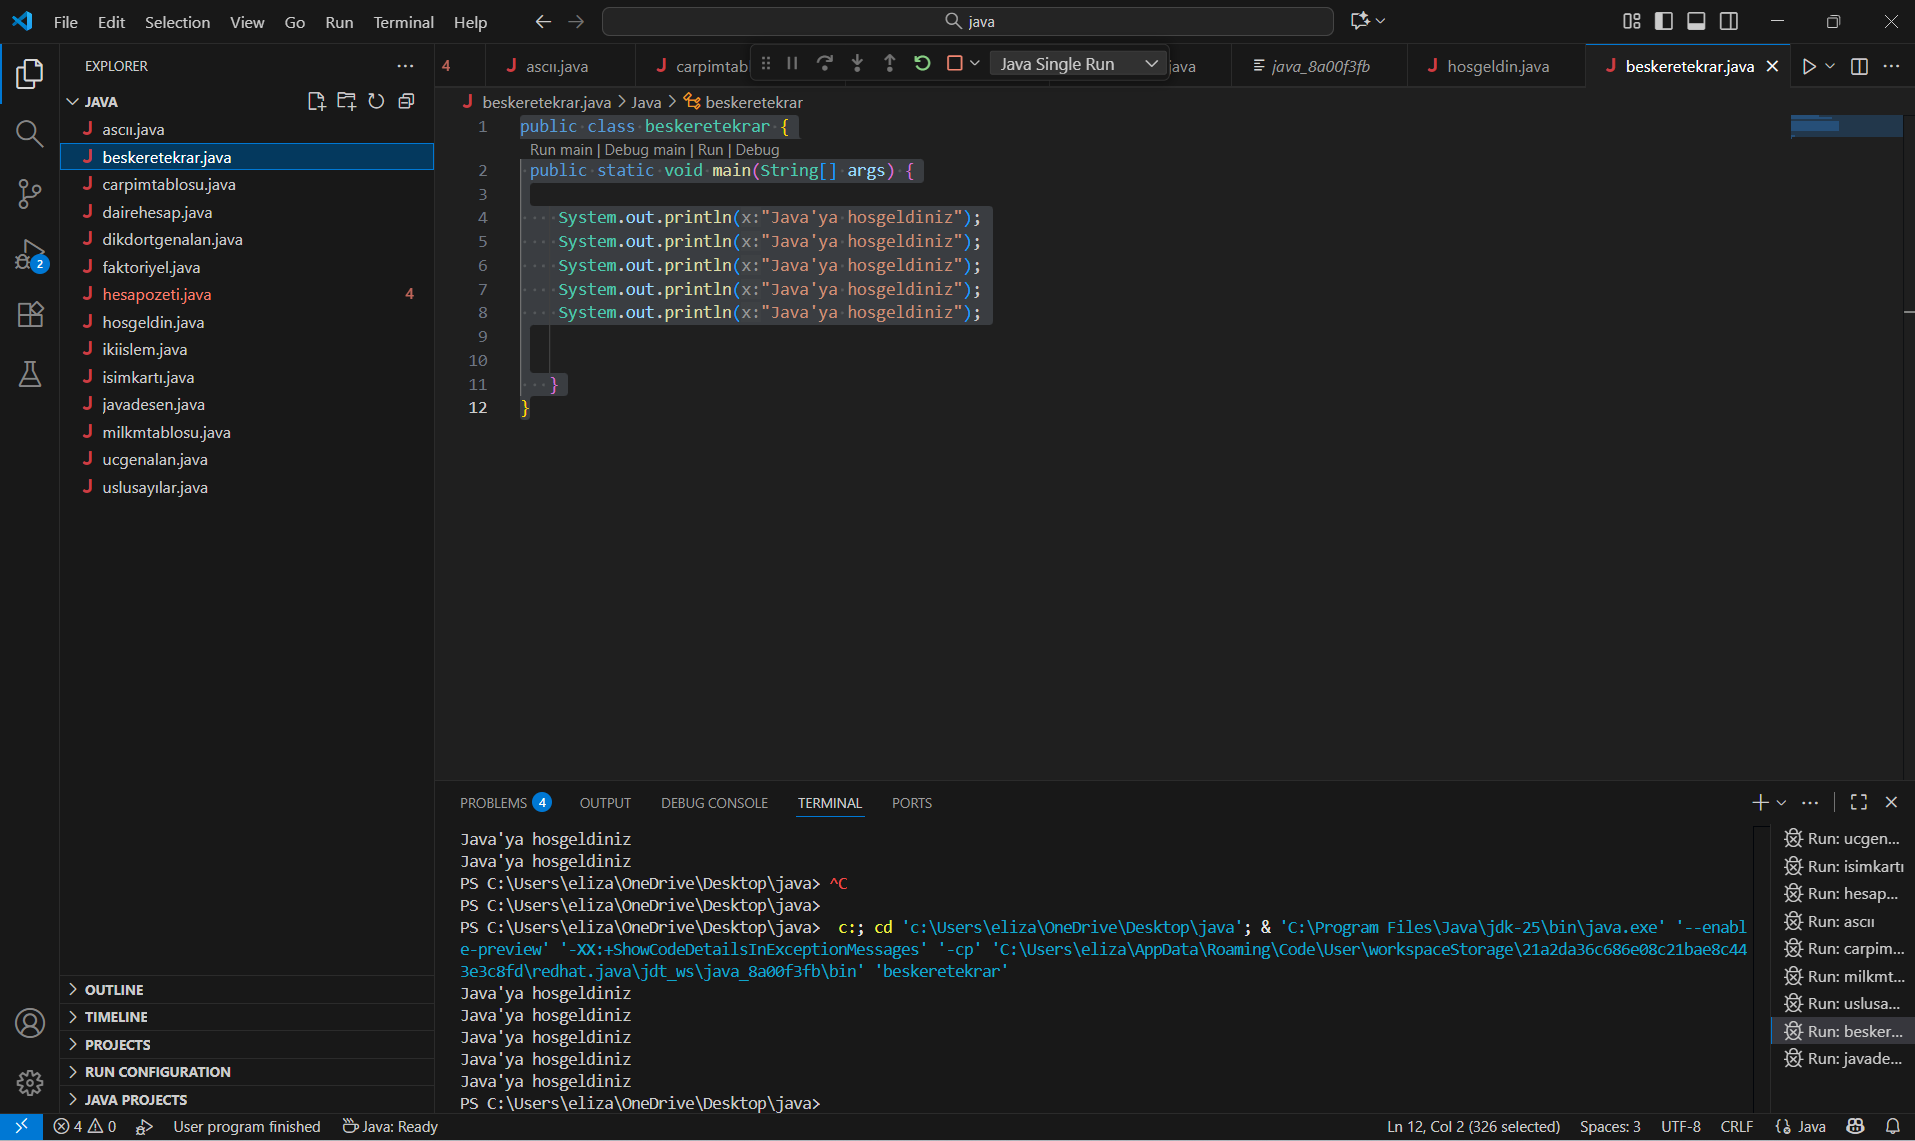 File Edit Selection View Go Run Terminal Help
java
EXPLORER
JAVA
ascıı.java
beskeretekrar.java
carpimtablosu.java
dairehesap.java
dikdortgenalan.java
faktoriyel.java
hesapozeti.java 4
hosgeldin.java
ikiislem.java
isimkartı.java
javadesen.java
milkmtablosu.java
ucgenalan.java
uslusayılar.java
OUTLINE
TIMELINE
PROJECTS
RUN CONFIGURATION
JAVA PROJECTS
2
4 ascıı.java carpimtab Java Single Run java java_8a00f3fb hosgeldin.java beskeretekrar.java
beskeretekrar.java > Java > beskeretekrar
1 public class beskeretekrar {
Run main | Debug main | Run | Debug
2 public static void main(String[] args) {
3
4 System.out.println(x:"Java'ya hosgeldiniz");
5 System.out.println(x:"Java'ya hosgeldiniz");
6 System.out.println(x:"Java'ya hosgeldiniz");
7 System.out.println(x:"Java'ya hosgeldiniz");
8 System.out.println(x:"Java'ya hosgeldiniz");
9
10
11 }
12 }
PROBLEMS 4 OUTPUT DEBUG CONSOLE TERMINAL PORTS
Java'ya hosgeldiniz
Java'ya hosgeldiniz
PS C:\Users\eliza\OneDrive\Desktop\java> ^C
PS C:\Users\eliza\OneDrive\Desktop\java>
PS C:\Users\eliza\OneDrive\Desktop\java> c:; cd 'c:\Users\eliza\OneDrive\Desktop\java'; & 'C:\Program Files\Java\jdk-25\bin\java.exe' '--enabl
e-preview' '-XX:+ShowCodeDetailsInExceptionMessages' '-cp' 'C:\Users\eliza\AppData\Roaming\Code\User\workspaceStorage\21a2da36c686e08c21bae8c44
3e3c8fd\redhat.java\jdt_ws\java_8a00f3fb\bin' 'beskeretekrar'
Java'ya hosgeldiniz
Java'ya hosgeldiniz
Java'ya hosgeldiniz
Java'ya hosgeldiniz
Java'ya hosgeldiniz
PS C:\Users\eliza\OneDrive\Desktop\java>
Run: ucgen...
Run: isimkartı
Run: hesap...
Run: ascıı
Run: carpim...
Run: milkmt...
Run: uslusa...
Run: besker...
Run: javade...
4 0 User program finished Java: Ready Ln 12, Col 2 (326 selected) Spaces: 3 UTF-8 CRLF Java